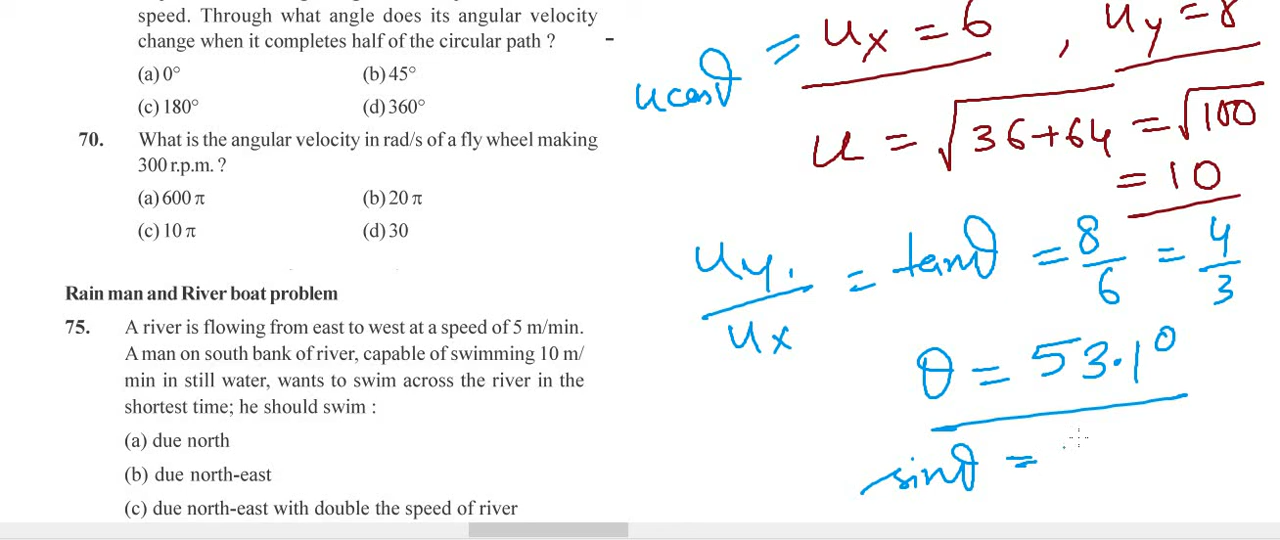 speed. Through what angle does its angular velocity
change when it completes half of the circular path ?
(a) 0° (b) 45°
(c) 180° (d) 360°
70. What is the angular velocity in rad/s of a fly wheel making
300 r.p.m. ?
(a) 600 π (b) 20 π
(c) 10 π (d) 30
Rain man and River boat problem
75. A river is flowing from east to west at a speed of 5 m/min.
A man on south bank of river, capable of swimming 10 m/
min in still water, wants to swim across the river in the
shortest time; he should swim :
(a) due north
(b) due north-east
(c) due north-east with double the speed of river
u cosθ = ux = 6 , uy = 8
u = √36+64 = √100
= 10
uy/ux = tanθ = 8/6 = 4/3
θ = 53.1°
sinθ =